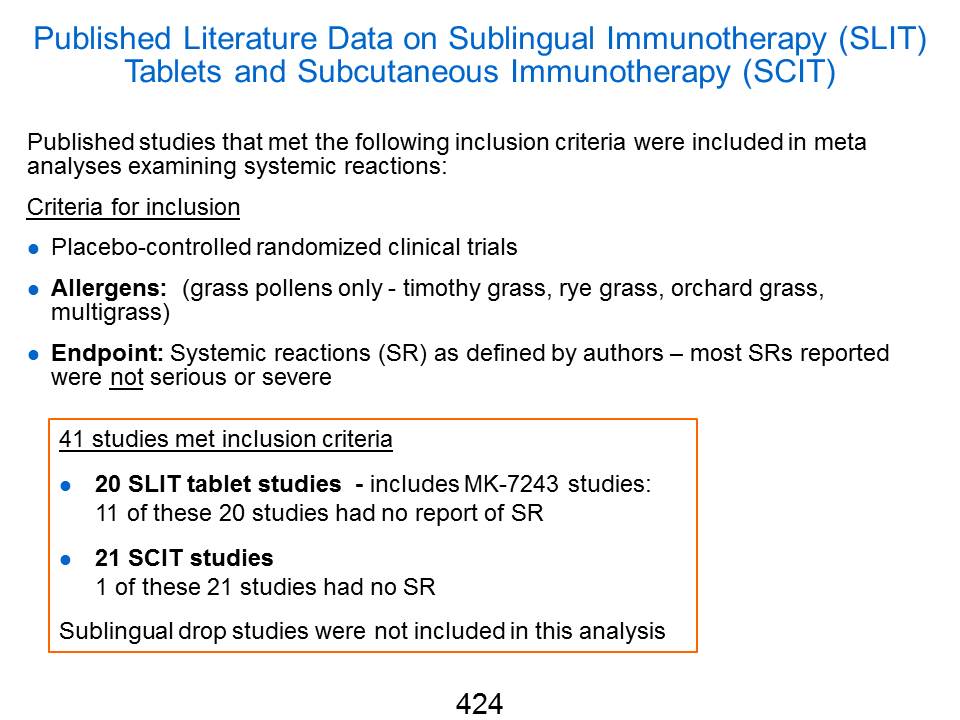 Published Literature Data on Sublingual Immunotherapy (SLIT)
Tablets and Subcutaneous Immunotherapy (SCIT)
Published studies that met the following inclusion criteria were included in meta
analyses examining systemic reactions:
Criteria for inclusion
● Placebo-controlled randomized clinical trials
● Allergens: (grass pollens only - timothy grass, rye grass, orchard grass,
multigrass)
● Endpoint: Systemic reactions (SR) as defined by authors – most SRs reported
were not serious or severe
41 studies met inclusion criteria
● 20 SLIT tablet studies - includes MK-7243 studies:
11 of these 20 studies had no report of SR
● 21 SCIT studies
1 of these 21 studies had no SR
Sublingual drop studies were not included in this analysis
424